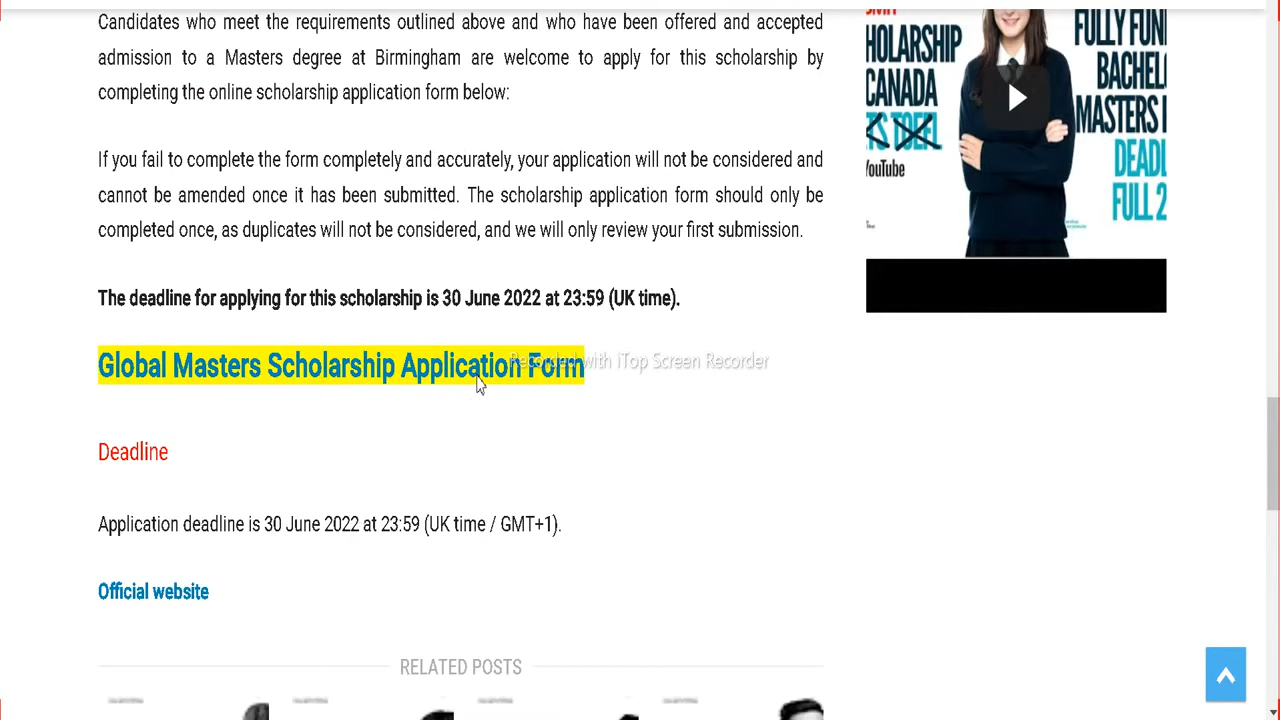 Candidates who meet the requirements outlined above and who have been offered and accepted
admission to a Masters degree at Birmingham are welcome to apply for this scholarship by
completing the online scholarship application form below:
If you fail to complete the form completely and accurately, your application will not be considered and
cannot be amended once it has been submitted. The scholarship application form should only be
completed once, as duplicates will not be considered, and we will only review your first submission.
The deadline for applying for this scholarship is 30 June 2022 at 23:59 (UK time).
Global Masters Scholarship Application Form
Recorded with iTop Screen Recorder
Deadline
Application deadline is 30 June 2022 at 23:59 (UK time / GMT+1).
Official website
RELATED POSTS
HOLARSHIP
CANADA
YouTube
FULLY FUN
BACHEL
MASTERS
DEADL
FULL 2